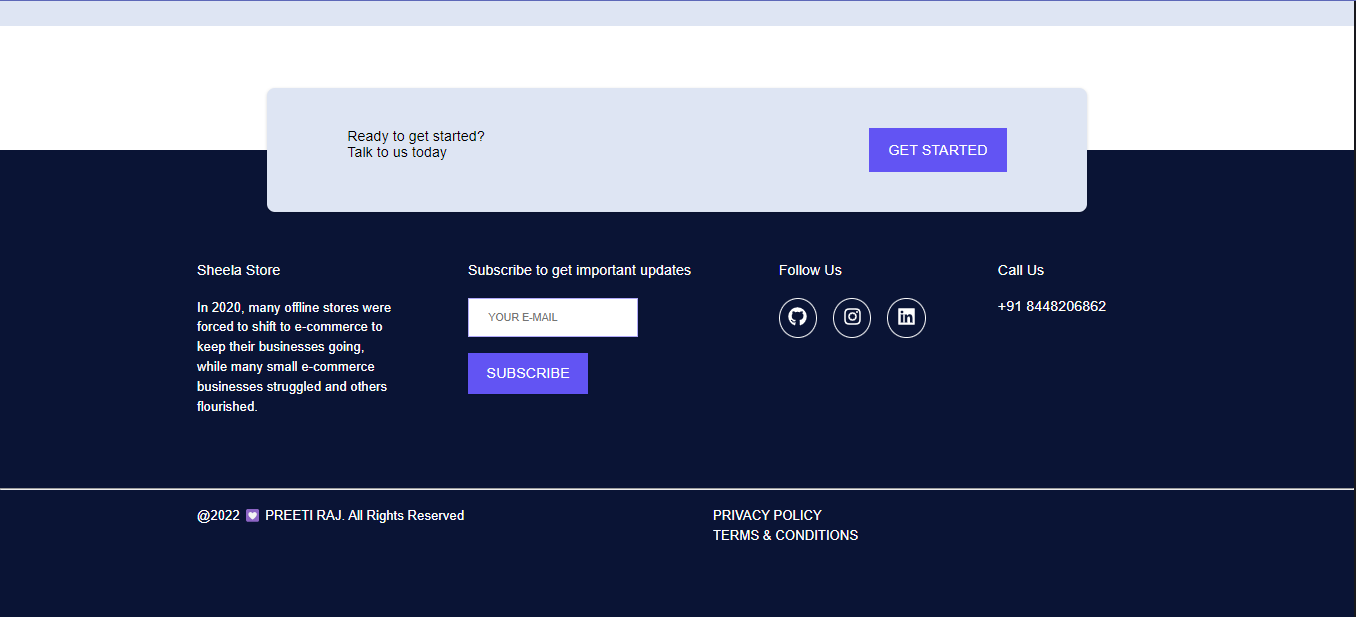 Ready to get started?
Talk to us today
GET STARTED
Sheela Store
In 2020, many offline stores were
forced to shift to e-commerce to
keep their businesses going,
while many small e-commerce
businesses struggled and others
flourished.
Subscribe to get important updates
YOUR E-MAIL
SUBSCRIBE
Follow Us
Call Us
+91 8448206862
@2022 💟 PREETI RAJ. All Rights Reserved
PRIVACY POLICY
TERMS & CONDITIONS